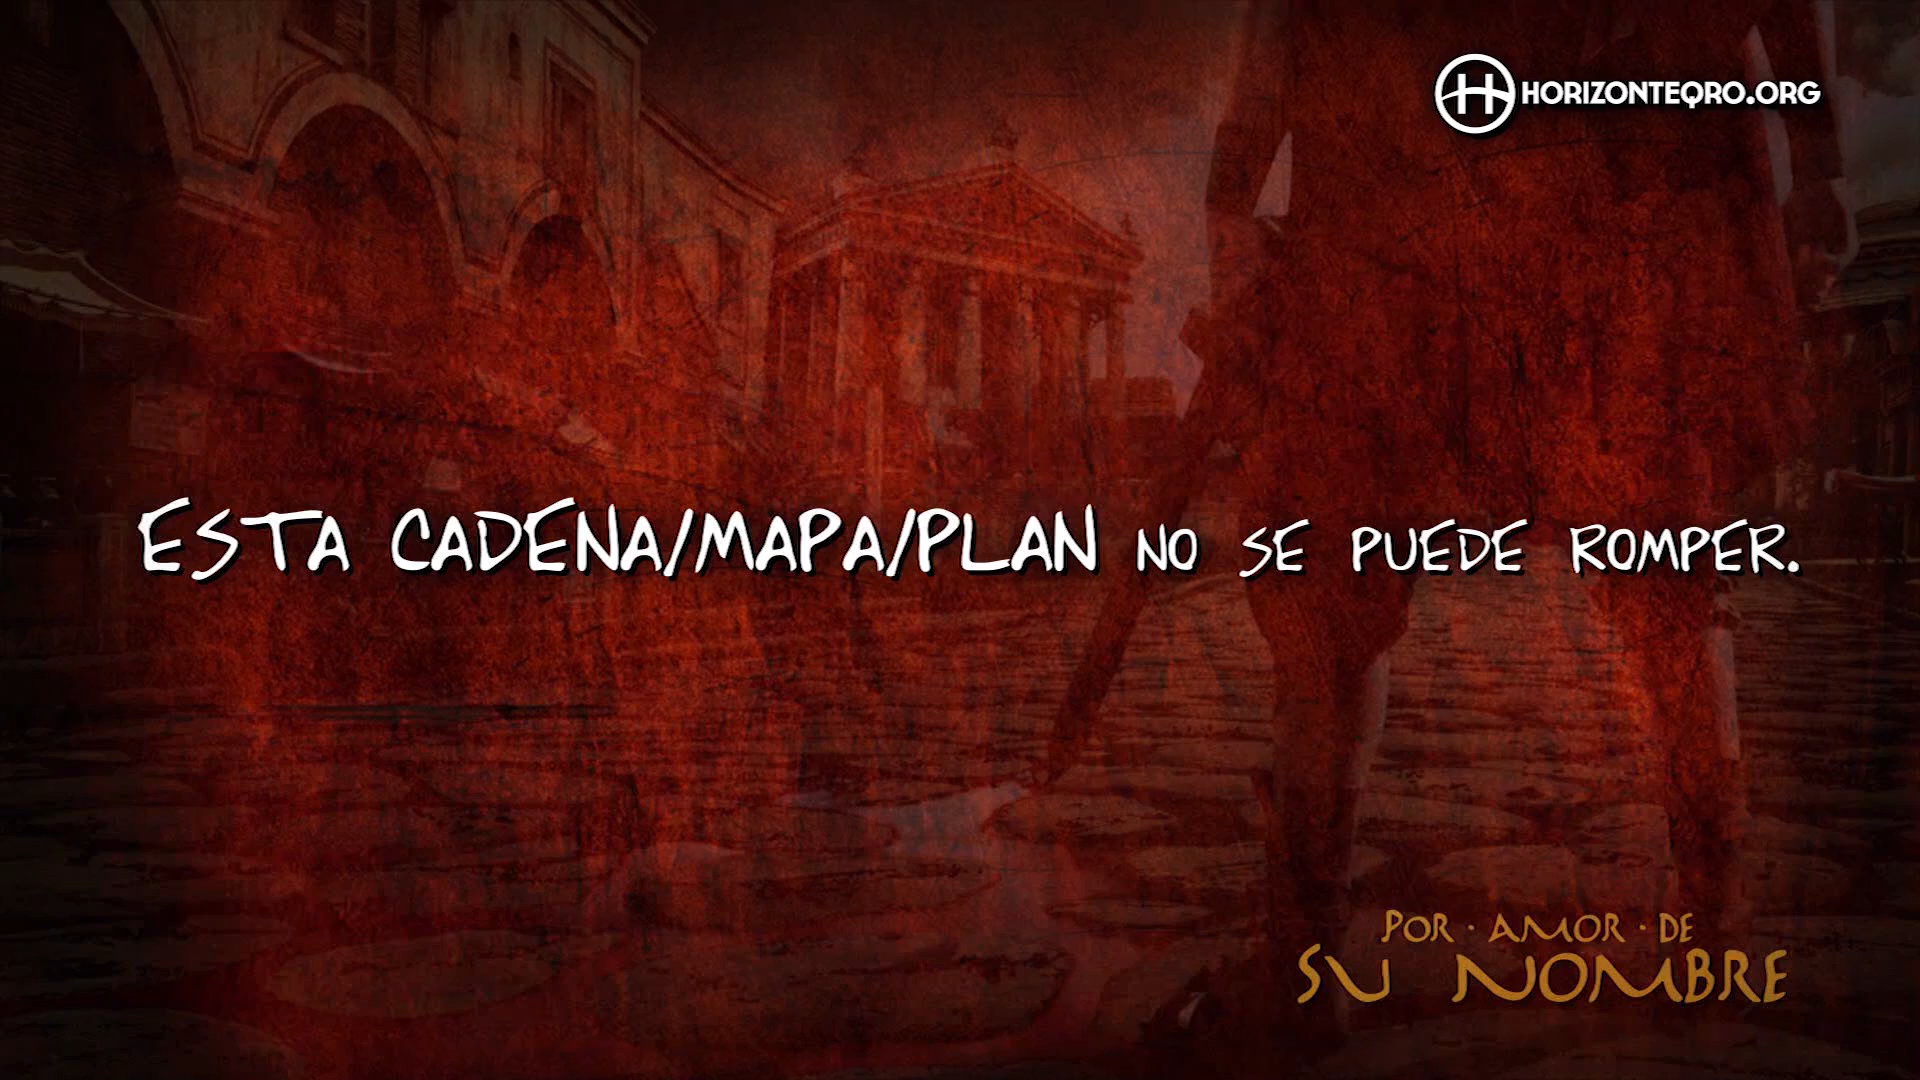 HORIZONTEQRO.ORG
ESTA CADENA/MAPA/PLAN NO SE PUEDE ROMPER.
POR · AMOR · DE
SU NOMBRE